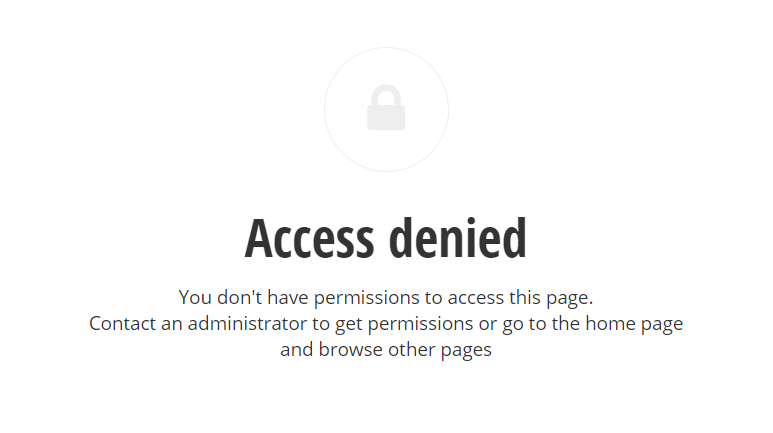 Access denied
You don't have permissions to access this page.
Contact an administrator to get permissions or go to the home page
and browse other pages